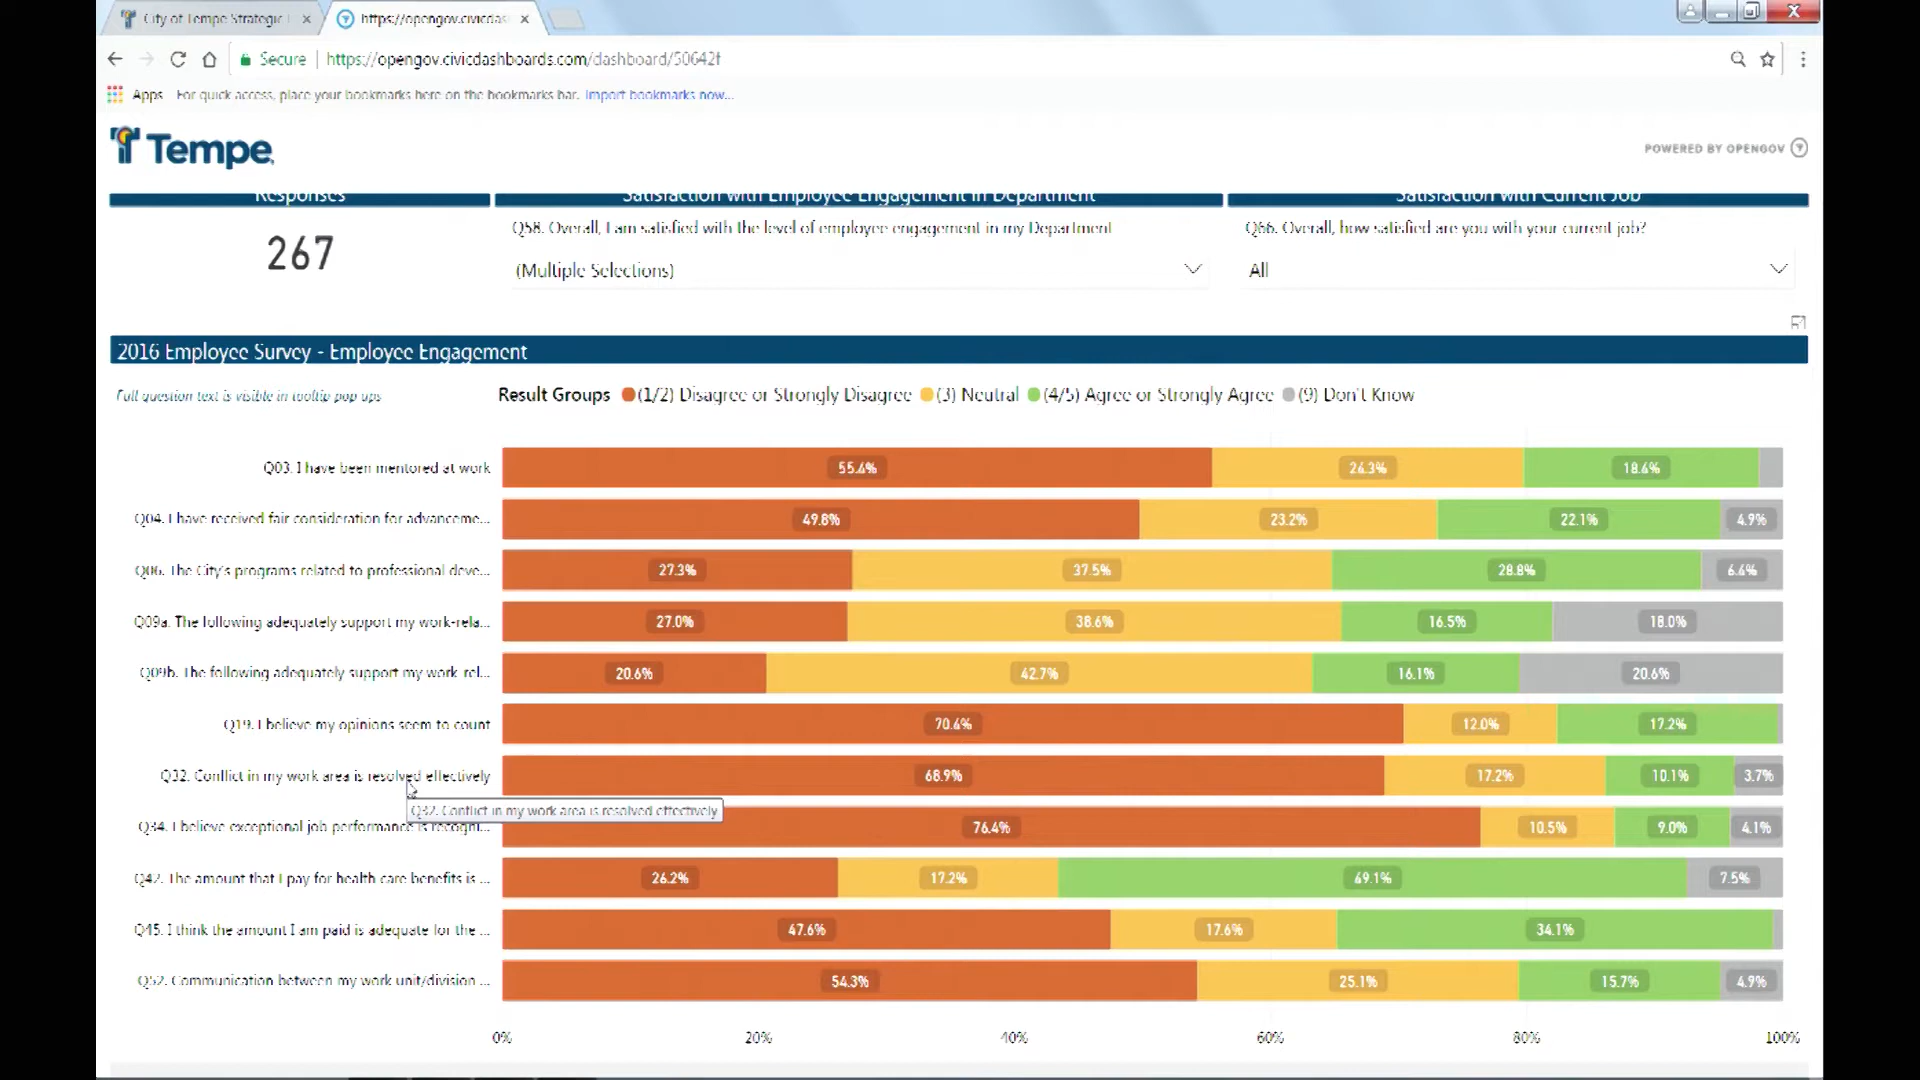 City of Tempe Strategic
https://opengov.civicdas
Secure | https://opengov.civicdashboards.com/dashboard/50642f
Apps For quick access, place your bookmarks here on the bookmarks bar. Import bookmarks now...
Tempe
POWERED BY OPENGOV
Responses
Satisfaction with Employee Engagement in Department
Satisfaction with Current Job
267
Q58. Overall, I am satisfied with the level of employee engagement in my Department
(Multiple Selections)
Q66. Overall, how satisfied are you with your current job?
All
2016 Employee Survey - Employee Engagement
Full question text is visible in tooltip pop ups
Result Groups (1/2) Disagree or Strongly Disagree (3) Neutral (4/5) Agree or Strongly Agree (9) Don't Know
Q03. I have been mentored at work 55.4% 24.3% 18.4%
Q04. I have received fair consideration for advanceme... 49.8% 23.2% 22.1% 4.9%
Q06. The City's programs related to professional deve... 27.3% 37.5% 28.8% 6.4%
Q09a. The following adequately support my work-rela... 27.0% 38.6% 16.5% 18.0%
Q09b. The following adequately support my work-rel... 20.6% 42.7% 16.1% 20.6%
Q19. I believe my opinions seem to count 70.4% 12.0% 17.2%
Q32. Conflict in my work area is resolved effectively 68.9% 17.2% 10.1% 3.7%
Q32. Conflict in my work area is resolved effectively
Q34. I believe exceptional job performance is recogni... 76.4% 10.5% 9.0% 4.1%
Q42. The amount that I pay for health care benefits is ... 26.2% 17.2% 49.1% 7.5%
Q45. I think the amount I am paid is adequate for the ... 47.6% 17.6% 34.1%
Q52. Communication between my work unit/division ... 54.3% 25.1% 15.7% 4.9%
0% 20% 40% 60% 80% 100%